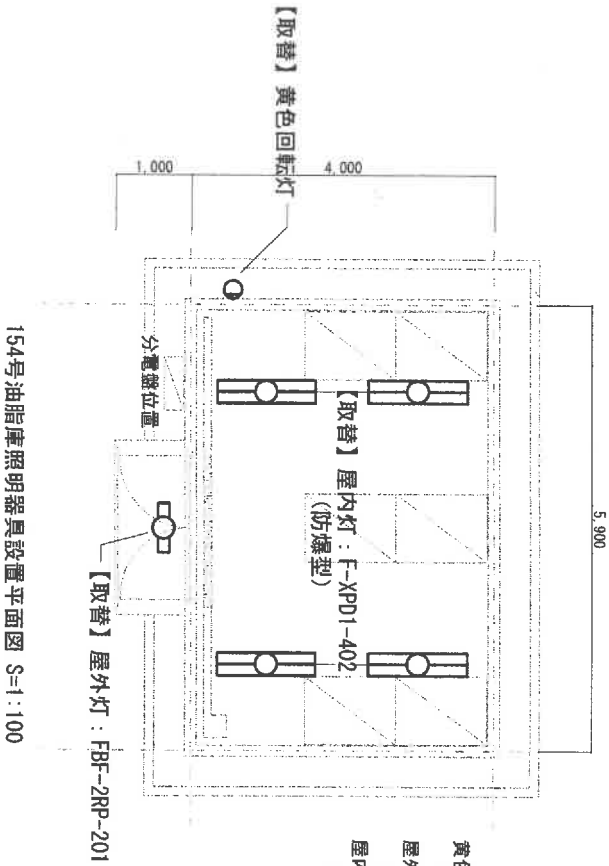 5,900
1,000
4,000
【取替】黄色回転灯
【取替】屋内灯：F-XPD1-402
（防爆型）
分電盤位置
【取替】屋外灯：FBF-2RP-201
154号油脂庫照明器具設置平面図 S=1:100
黄色
屋外
屋内